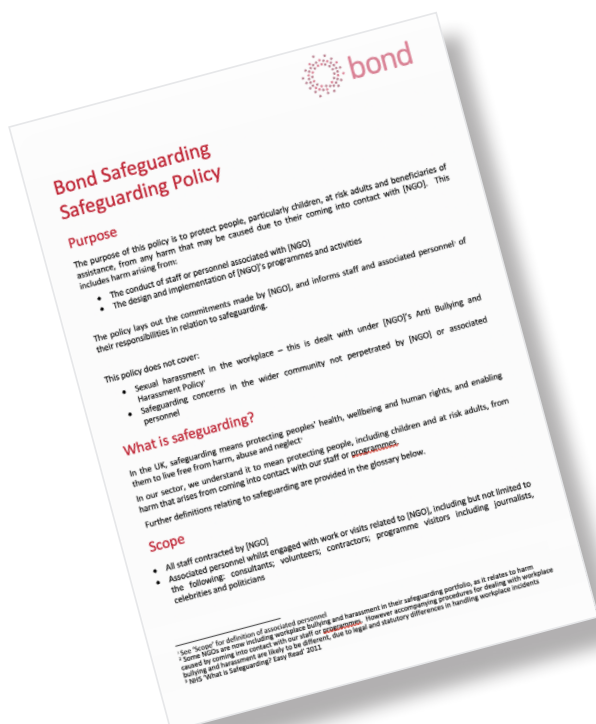 bond
Bond Safeguarding
Safeguarding Policy
Purpose
The purpose of this policy is to protect people, particularly children, at risk adults and beneficiaries of
assistance, from any harm that may be caused due to their coming into contact with [NGO]. This
includes harm arising from:
• The conduct of staff or personnel associated with [NGO]
• The design and implementation of [NGO]'s programmes and activities
The policy lays out the commitments made by [NGO], and informs staff and associated personnel¹ of
their responsibilities in relation to safeguarding.
This policy does not cover:
• Sexual harassment in the workplace – this is dealt with under [NGO]'s Anti Bullying and
Harassment Policy²
• Safeguarding concerns in the wider community not perpetrated by [NGO] or associated
personnel
What is safeguarding?
In the UK, safeguarding means protecting peoples' health, wellbeing and human rights, and enabling
them to live free from harm, abuse and neglect³
In our sector, we understand it to mean protecting people, including children and at risk adults, from
harm that arises from coming into contact with our staff or programmes.
Further definitions relating to safeguarding are provided in the glossary below.
Scope
• All staff contracted by [NGO]
• Associated personnel whilst engaged with work or visits related to [NGO], including but not limited to
the following: consultants; volunteers; contractors; programme visitors including journalists,
celebrities and politicians
¹ See 'Scope' for definition of associated personnel
² Some NGOs are now including workplace bullying and harassment in their safeguarding portfolio, as it relates to harm
caused by coming into contact with our staff or programmes. However accompanying procedures for dealing with workplace
bullying and harassment are likely to be different, due to legal and statutory differences in handling workplace incidents
³ NHS 'What is Safeguarding? Easy Read' 2011